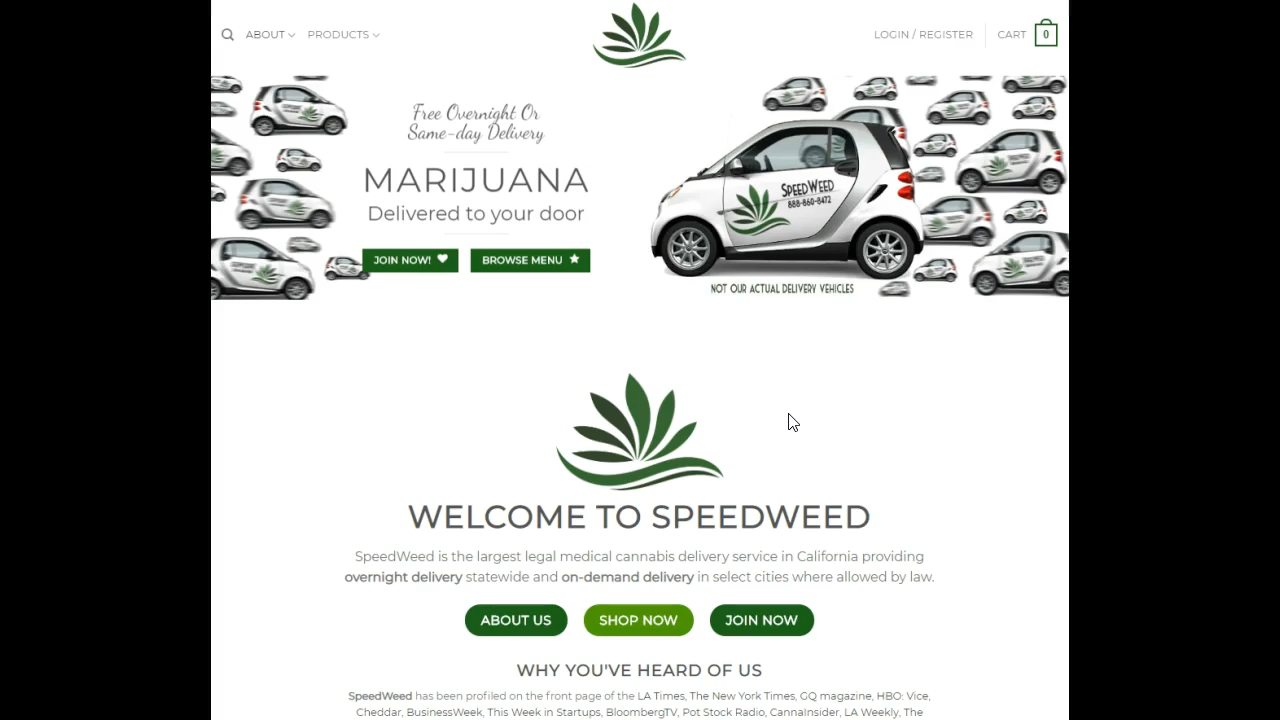 ABOUT PRODUCTS LOGIN / REGISTER CART 0
Free Overnight Or
Same-day Delivery
MARIJUANA
Delivered to your door
JOIN NOW! BROWSE MENU
SPEEDWEED
888-860-8472
NOT OUR ACTUAL DELIVERY VEHICLES
WELCOME TO SPEEDWEED
SpeedWeed is the largest legal medical cannabis delivery service in California providing
overnight delivery statewide and on-demand delivery in select cities where allowed by law.
ABOUT US SHOP NOW JOIN NOW
WHY YOU'VE HEARD OF US
SpeedWeed has been profiled on the front page of the LA Times, The New York Times, GQ magazine, HBO: Vice,
Cheddar, BusinessWeek, This Week in Startups, BloombergTV, Pot Stock Radio, CannaInsider, LA Weekly, The